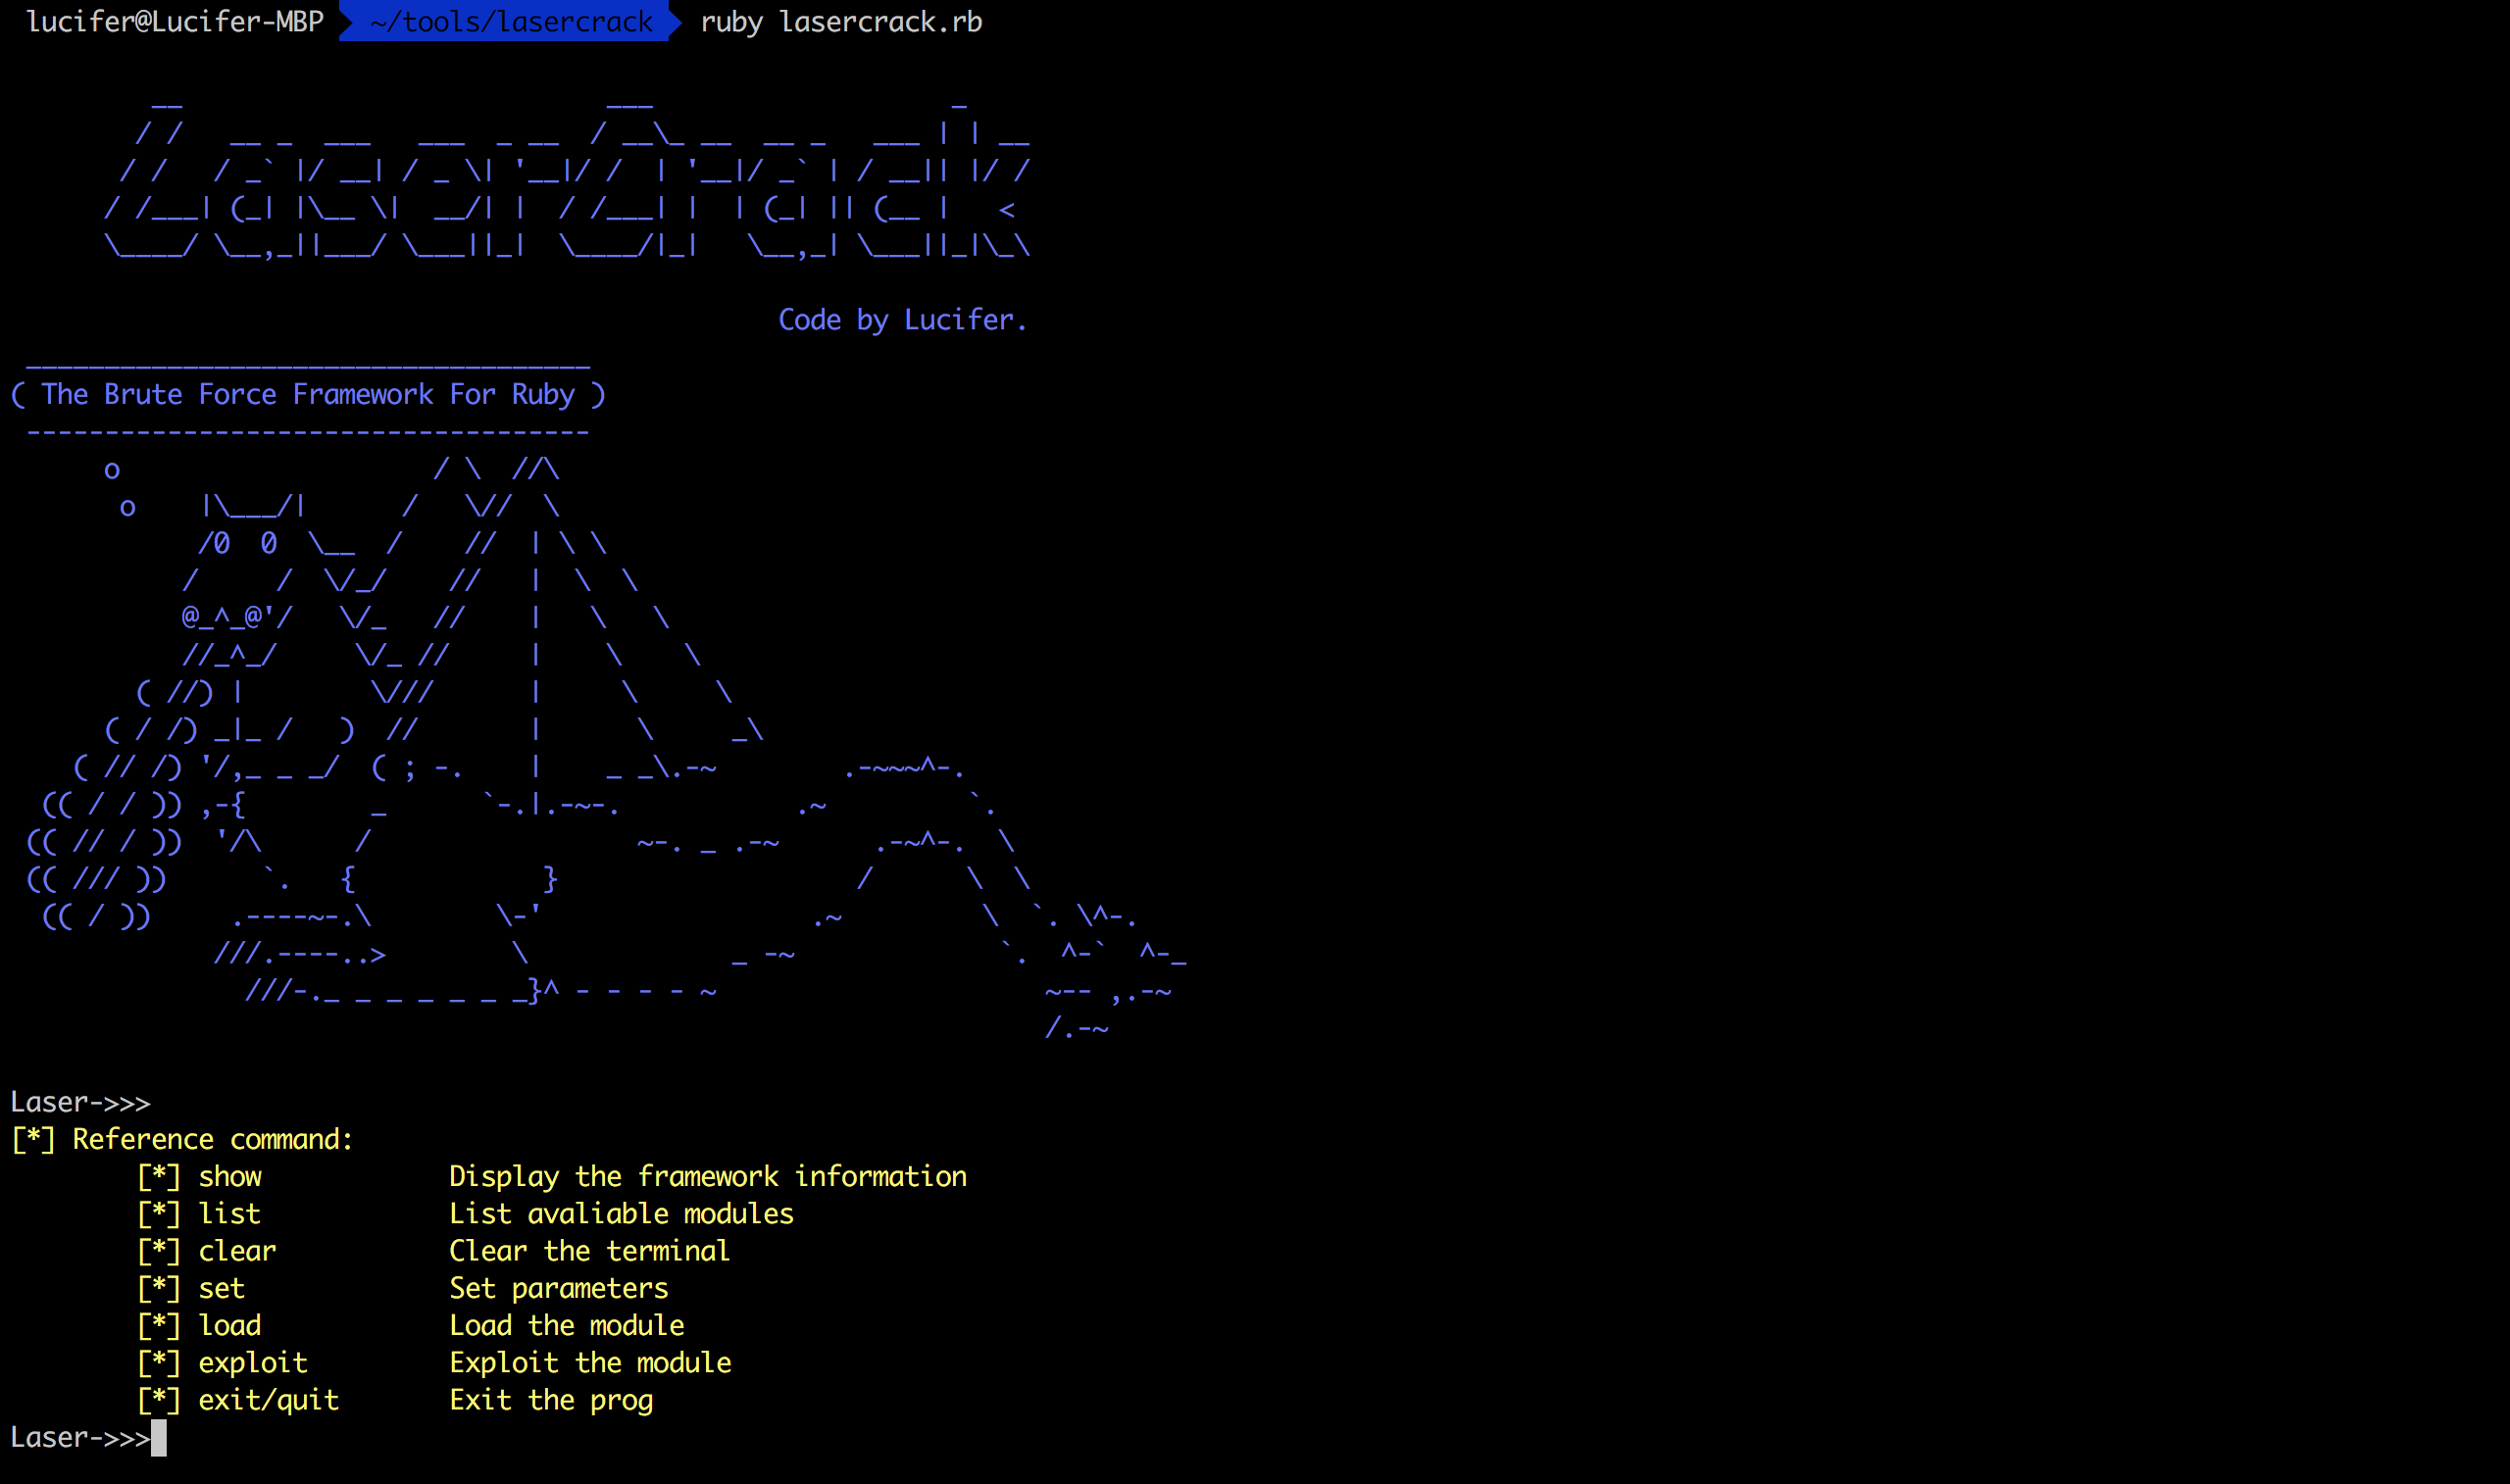 lucifer@Lucifer-MBP ~/tools/lasercrack ruby lasercrack.rb
LaserCrack
Code by Lucifer.
( The Brute Force Framework For Ruby )
Laser->>>
[*] Reference command:
[*] show Display the framework information
[*] list List avaliable modules
[*] clear Clear the terminal
[*] set Set parameters
[*] load Load the module
[*] exploit Exploit the module
[*] exit/quit Exit the prog
Laser->>>